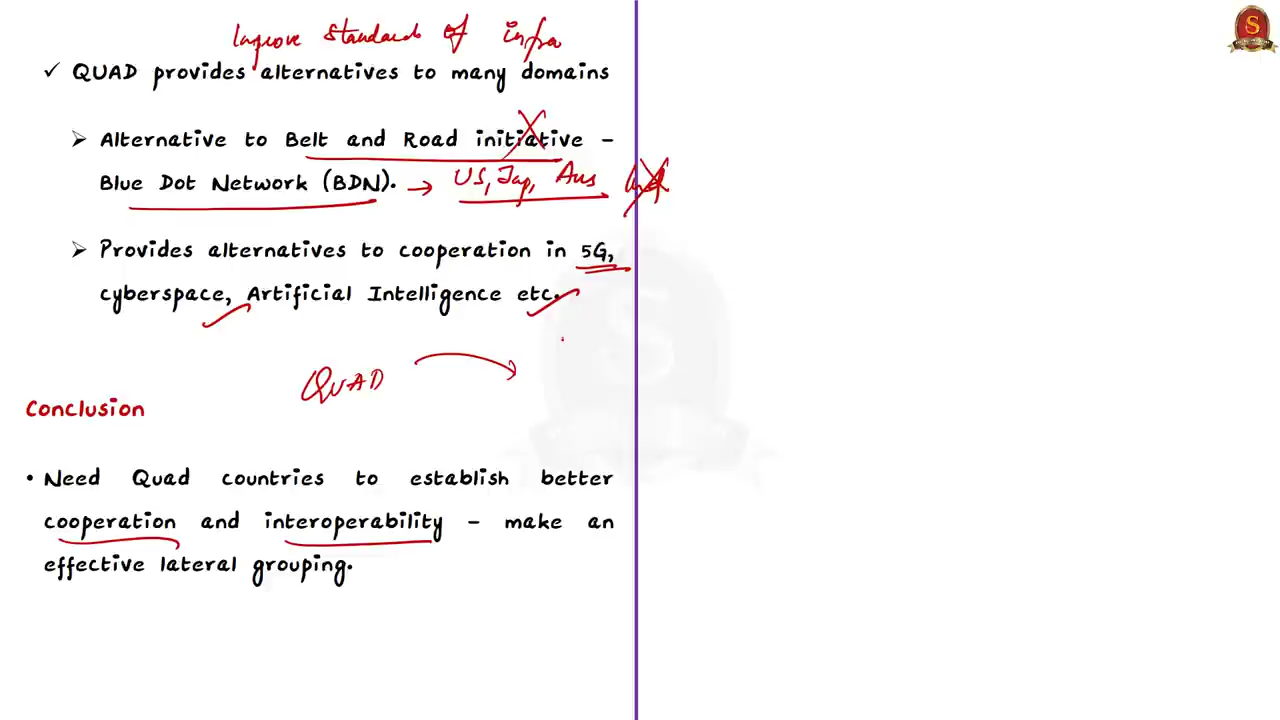 Improve Standards of infra
✓ QUAD provides alternatives to many domains
➤ Alternative to Belt and Road initiative –
Blue Dot Network (BDN). → US, Jap, Aus
➤ Provides alternatives to cooperation in 5G,
cyberspace, Artificial Intelligence etc.
QUAD
Conclusion
• Need Quad countries to establish better
cooperation and interoperability – make an
effective lateral grouping.
S